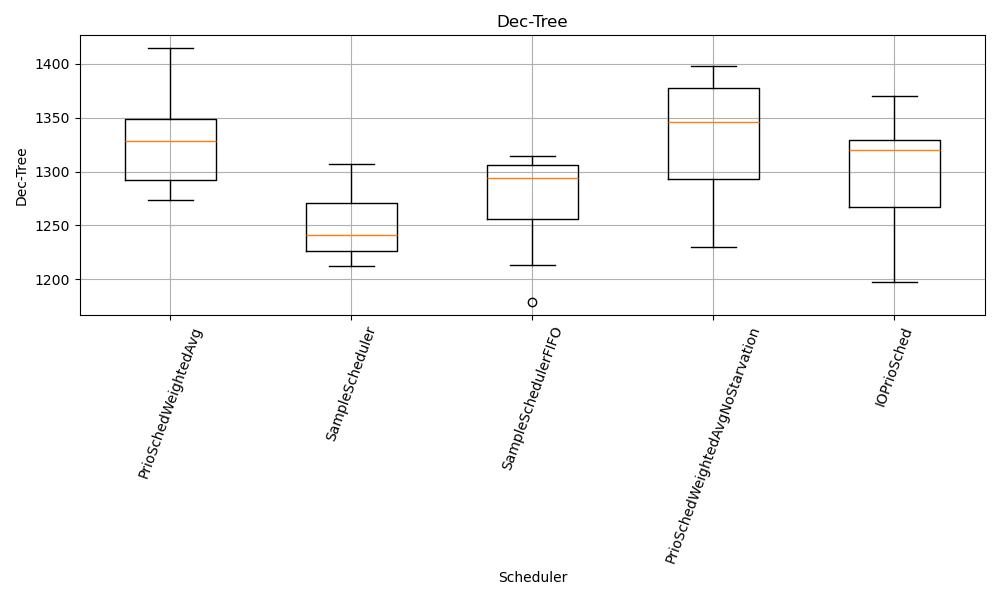 Dec-Tree
Dec-Tree
1400
1350
1300
1250
1200
PrioSchedWeightedAvg
SampleScheduler
SampleSchedulerFIFO
PrioSchedWeightedAvgNoStarvation
IOPrioSched
Scheduler